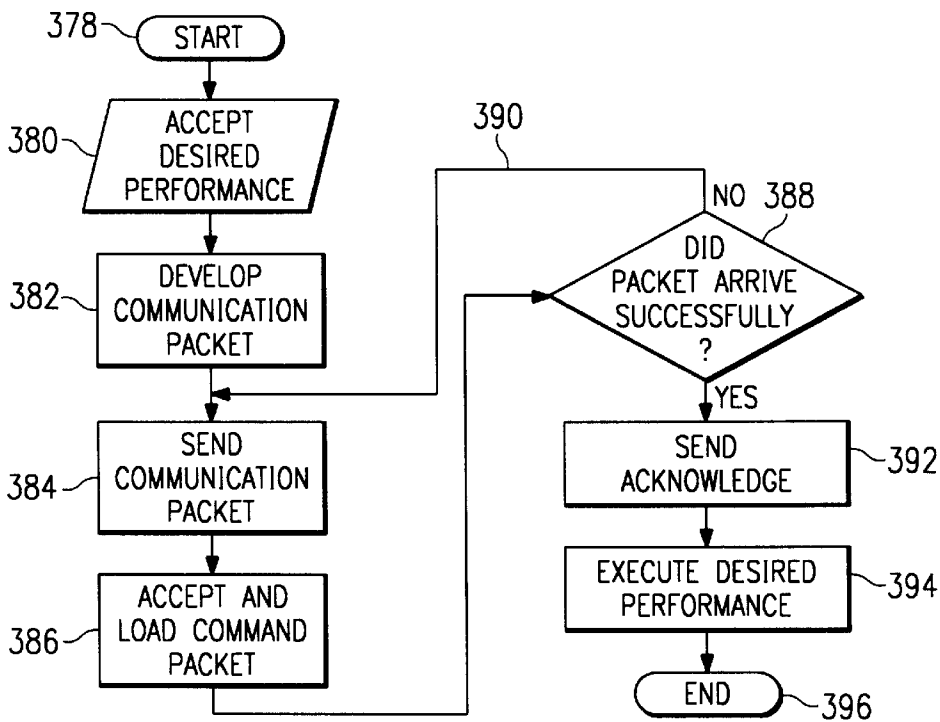 378
START
380
ACCEPT
DESIRED
PERFORMANCE
382
DEVELOP
COMMUNICATION
PACKET
384
SEND
COMMUNICATION
PACKET
386
ACCEPT AND
LOAD COMMAND
PACKET
390
NO
388
DID
PACKET ARRIVE
SUCCESSFULLY
?
YES
SEND
ACKNOWLEDGE
392
EXECUTE DESIRED
PERFORMANCE
394
END
396